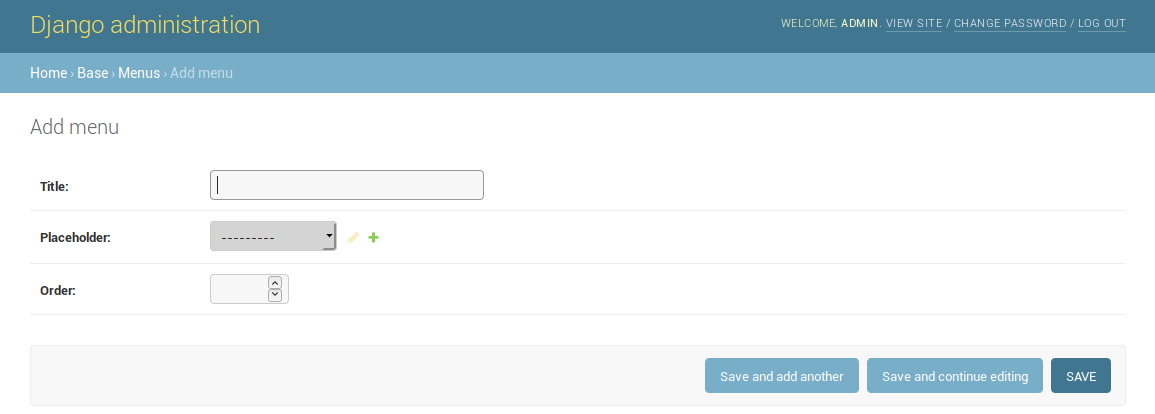 Django administration
WELCOME, ADMIN. VIEW SITE / CHANGE PASSWORD / LOG OUT
Home › Base › Menus › Add menu
Add menu
Title:
Placeholder: ---------
Order:
Save and add another Save and continue editing SAVE